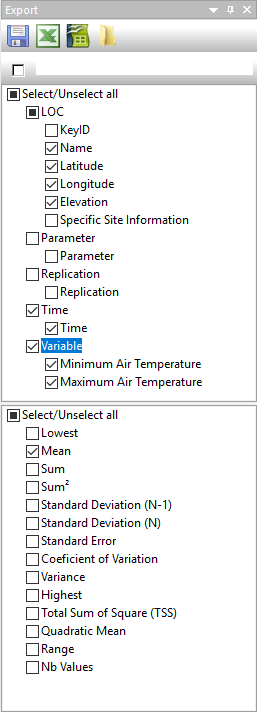 Export
Select/Unselect all
LOC
KeyID
Name
Latitude
Longitude
Elevation
Specific Site Information
Parameter
Parameter
Replication
Replication
Time
Time
Variable
Minimum Air Temperature
Maximum Air Temperature
Select/Unselect all
Lowest
Mean
Sum
Sum²
Standard Deviation (N-1)
Standard Deviation (N)
Standard Error
Coeficient of Variation
Variance
Highest
Total Sum of Square (TSS)
Quadratic Mean
Range
Nb Values